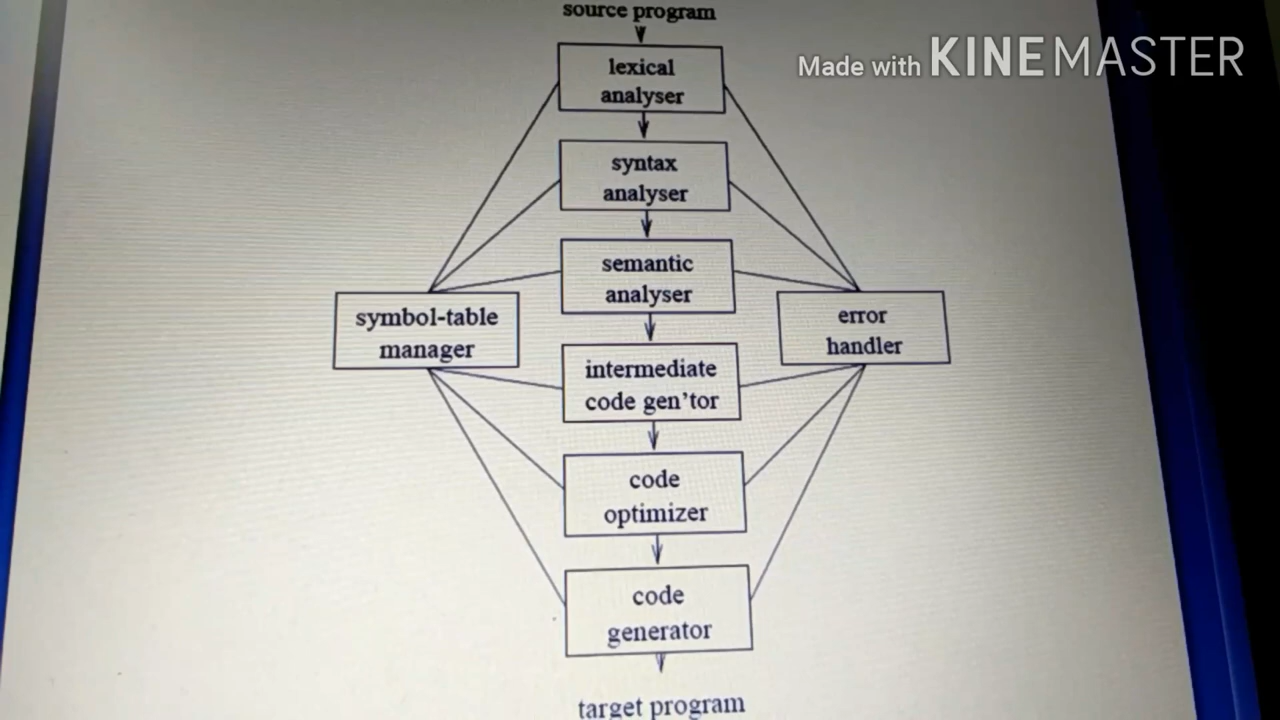 source program
Made with KINEMASTER
lexical
analyser
syntax
analyser
semantic
analyser
symbol-table
manager
error
handler
intermediate
code gen'tor
code
optimizer
code
generator
target program